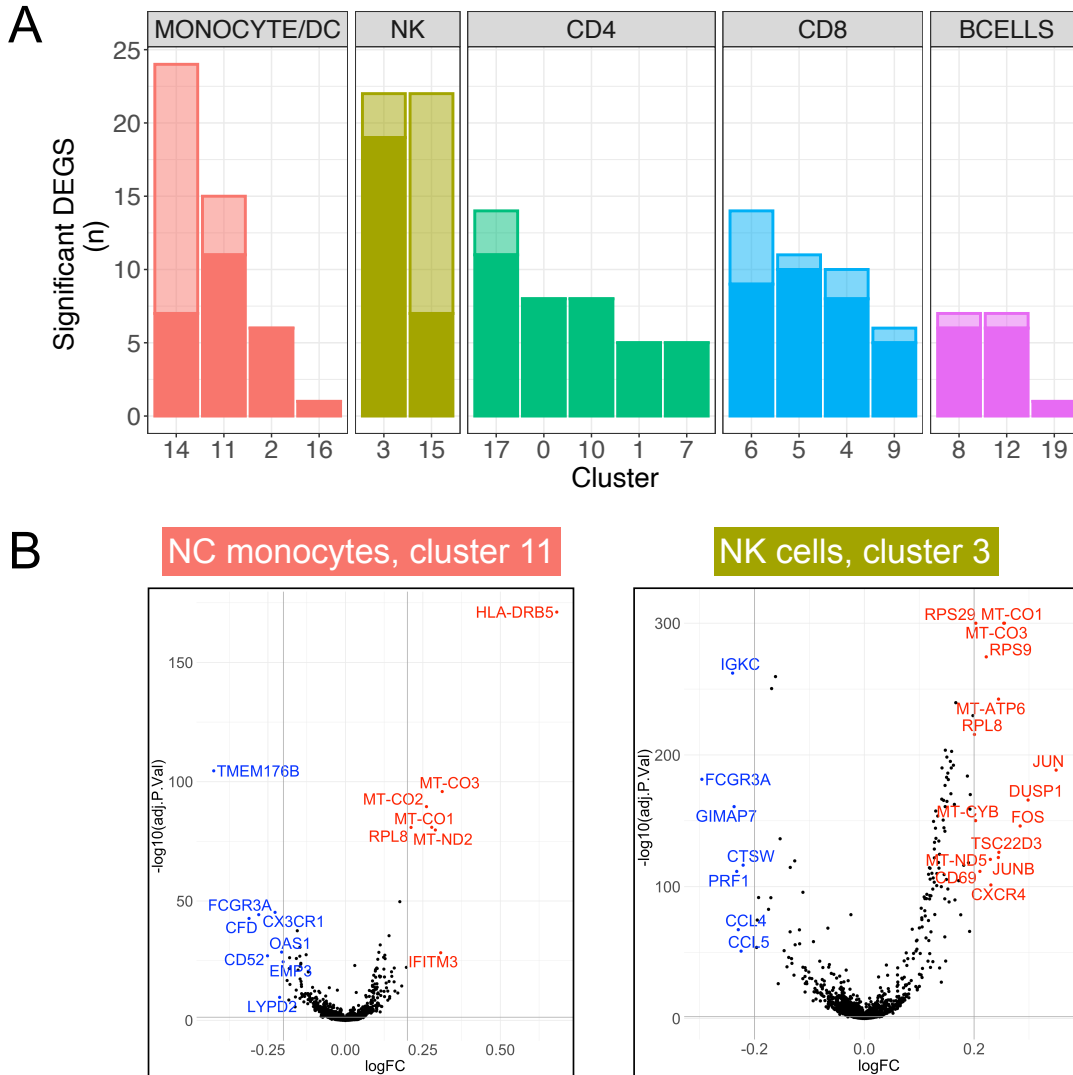 A
MONOCYTE/DC NK CD4 CD8 BCELLS
25
20
15
10
5
0
Significant DEGS
(n)
14 11 2 16 3 15 17 0 10 1 7 6 5 4 9 8 12 19
Cluster
B
NC monocytes, cluster 11
HLA-DRB5
150
TMEM176B
100
MT-CO3
MT-CO2
MT-CO1
RPL8 MT-ND2
-log10(adj.P.Val)
50
FCGR3A
CX3CR1
CFD
OAS1
CD52
EMP3
IFITM3
LYPD2
0
-0.25 0.00 0.25 0.50
logFC
NK cells, cluster 3
300
RPS29 MT-CO1
MT-CO3
RPS9
IGKC
MT-ATP6
RPL8
200
JUN
FCGR3A
DUSP1
GIMAP7
MT-CYB
FOS
-log10(adj.P.Val)
TSC22D3
CTSW
MT-ND5
JUNB
PRF1
CD69
100
CXCR4
CCL4
CCL5
0
-0.2 0.0 0.2
logFC